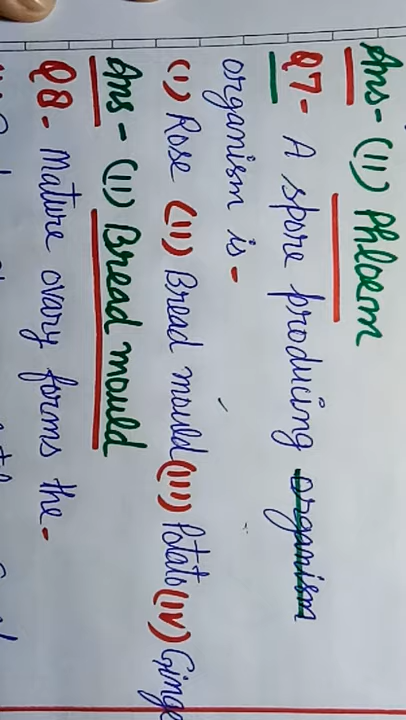 Ans- (II) Phloem
Q7- A spore producing organism
organism is-
(I) Rose (II) Bread mould (III) Potato (IV) Ginge
Ans- (II) Bread mould
Q8- Mature ovary forms the-